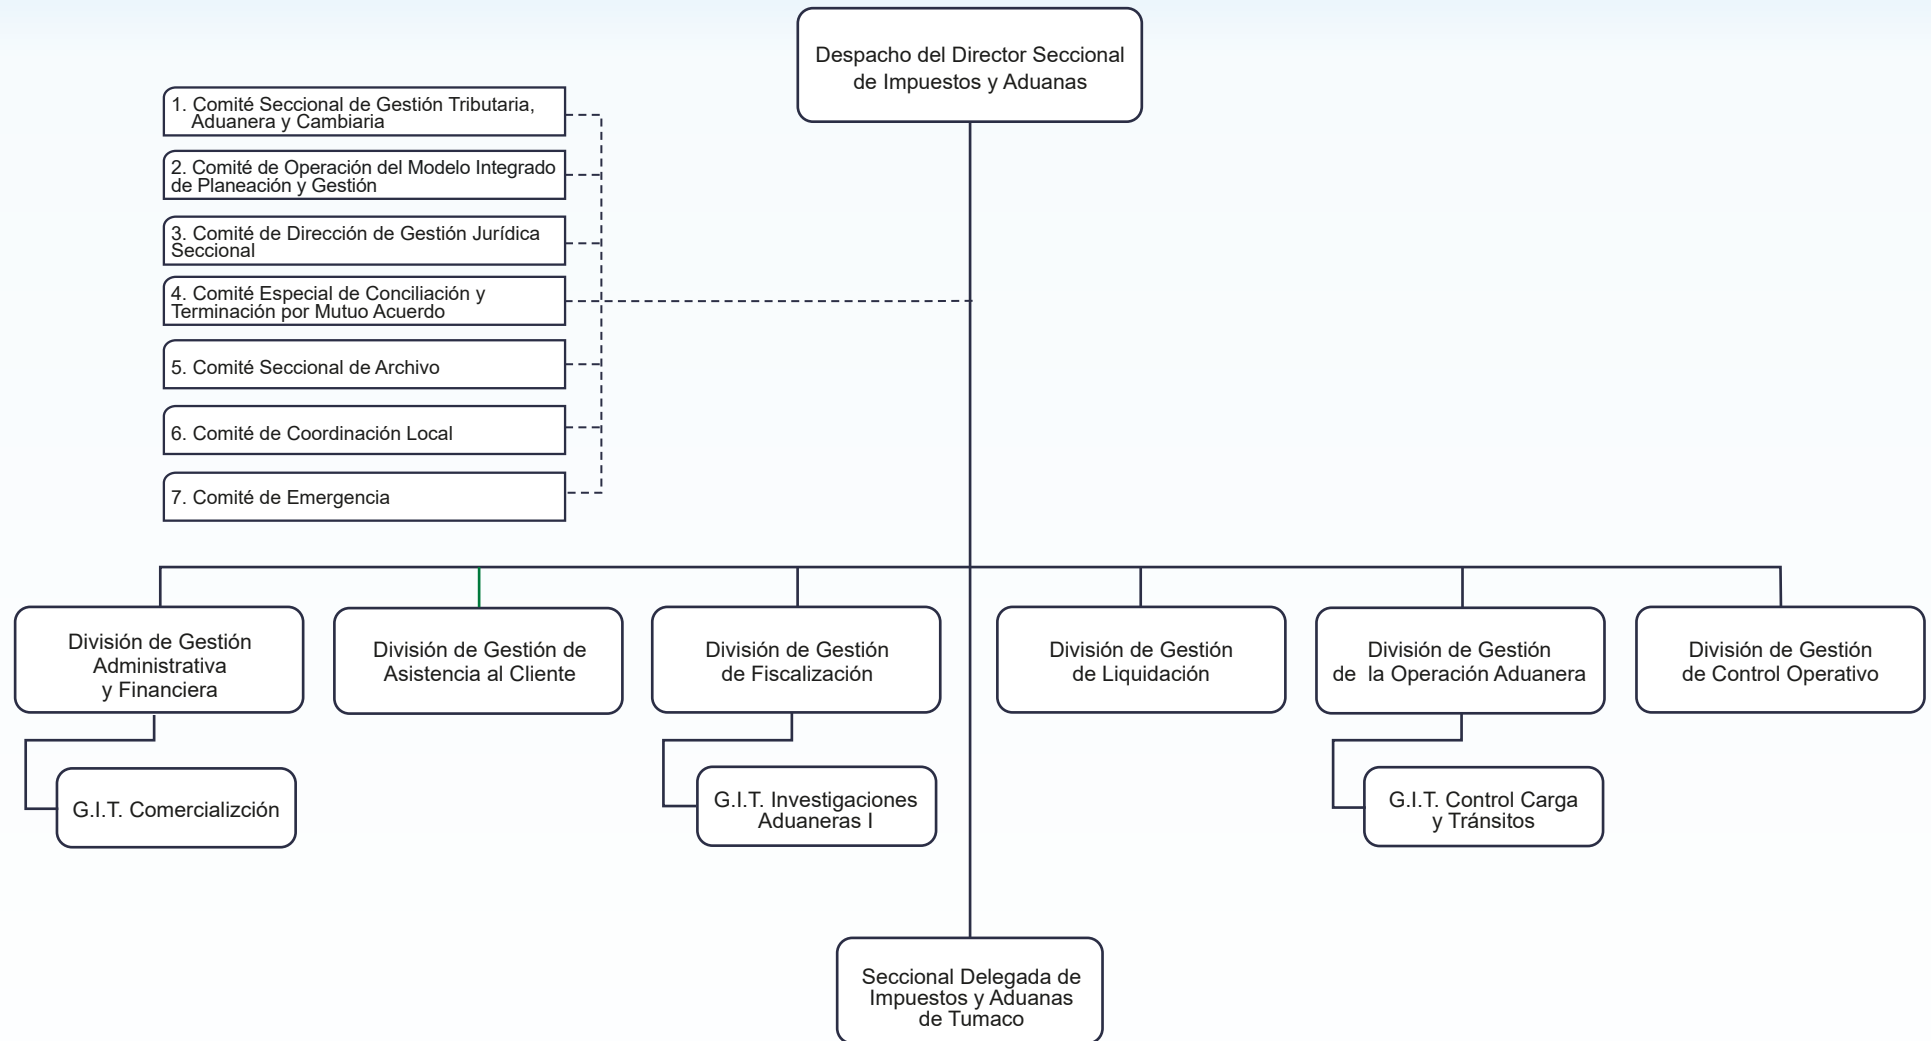 Despacho del Director Seccional
de Impuestos y Aduanas
1. Comité Seccional de Gestión Tributaria,
Aduanera y Cambiaria
2. Comité de Operación del Modelo Integrado
de Planeación y Gestión
3. Comité de Dirección de Gestión Jurídica
Seccional
4. Comité Especial de Conciliación y
Terminación por Mutuo Acuerdo
5. Comité Seccional de Archivo
6. Comité de Coordinación Local
7. Comité de Emergencia
División de Gestión
Administrativa
y Financiera
División de Gestión de
Asistencia al Cliente
División de Gestión
de Fiscalización
División de Gestión
de Liquidación
División de Gestión
de  la Operación Aduanera
División de Gestión
de Control Operativo
G.I.T. Comercializción
G.I.T. Investigaciones
Aduaneras I
G.I.T. Control Carga
y Tránsitos
Seccional Delegada de
Impuestos y Aduanas
de Tumaco